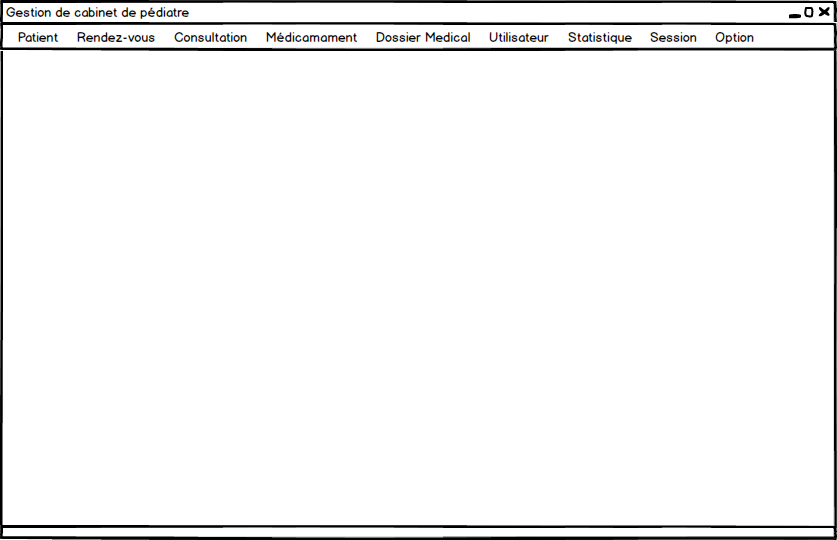 Gestion de cabinet de pédiatre
Patient Rendez-vous Consultation Médicamament Dossier Medical Utilisateur Statistique Session Option